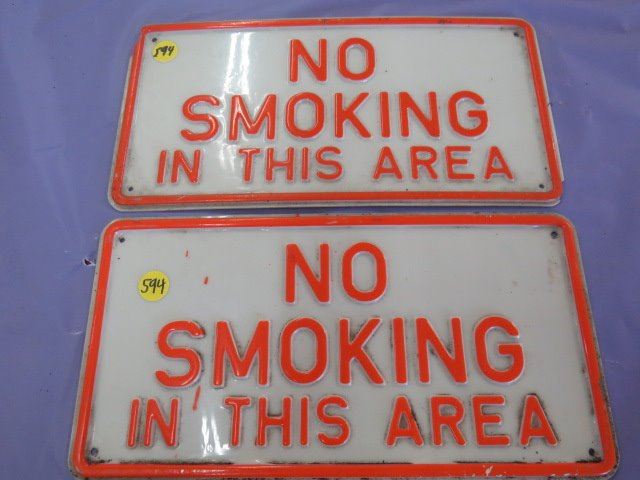 594
NO
SMOKING
IN THIS AREA
594
NO
SMOKING
IN THIS AREA